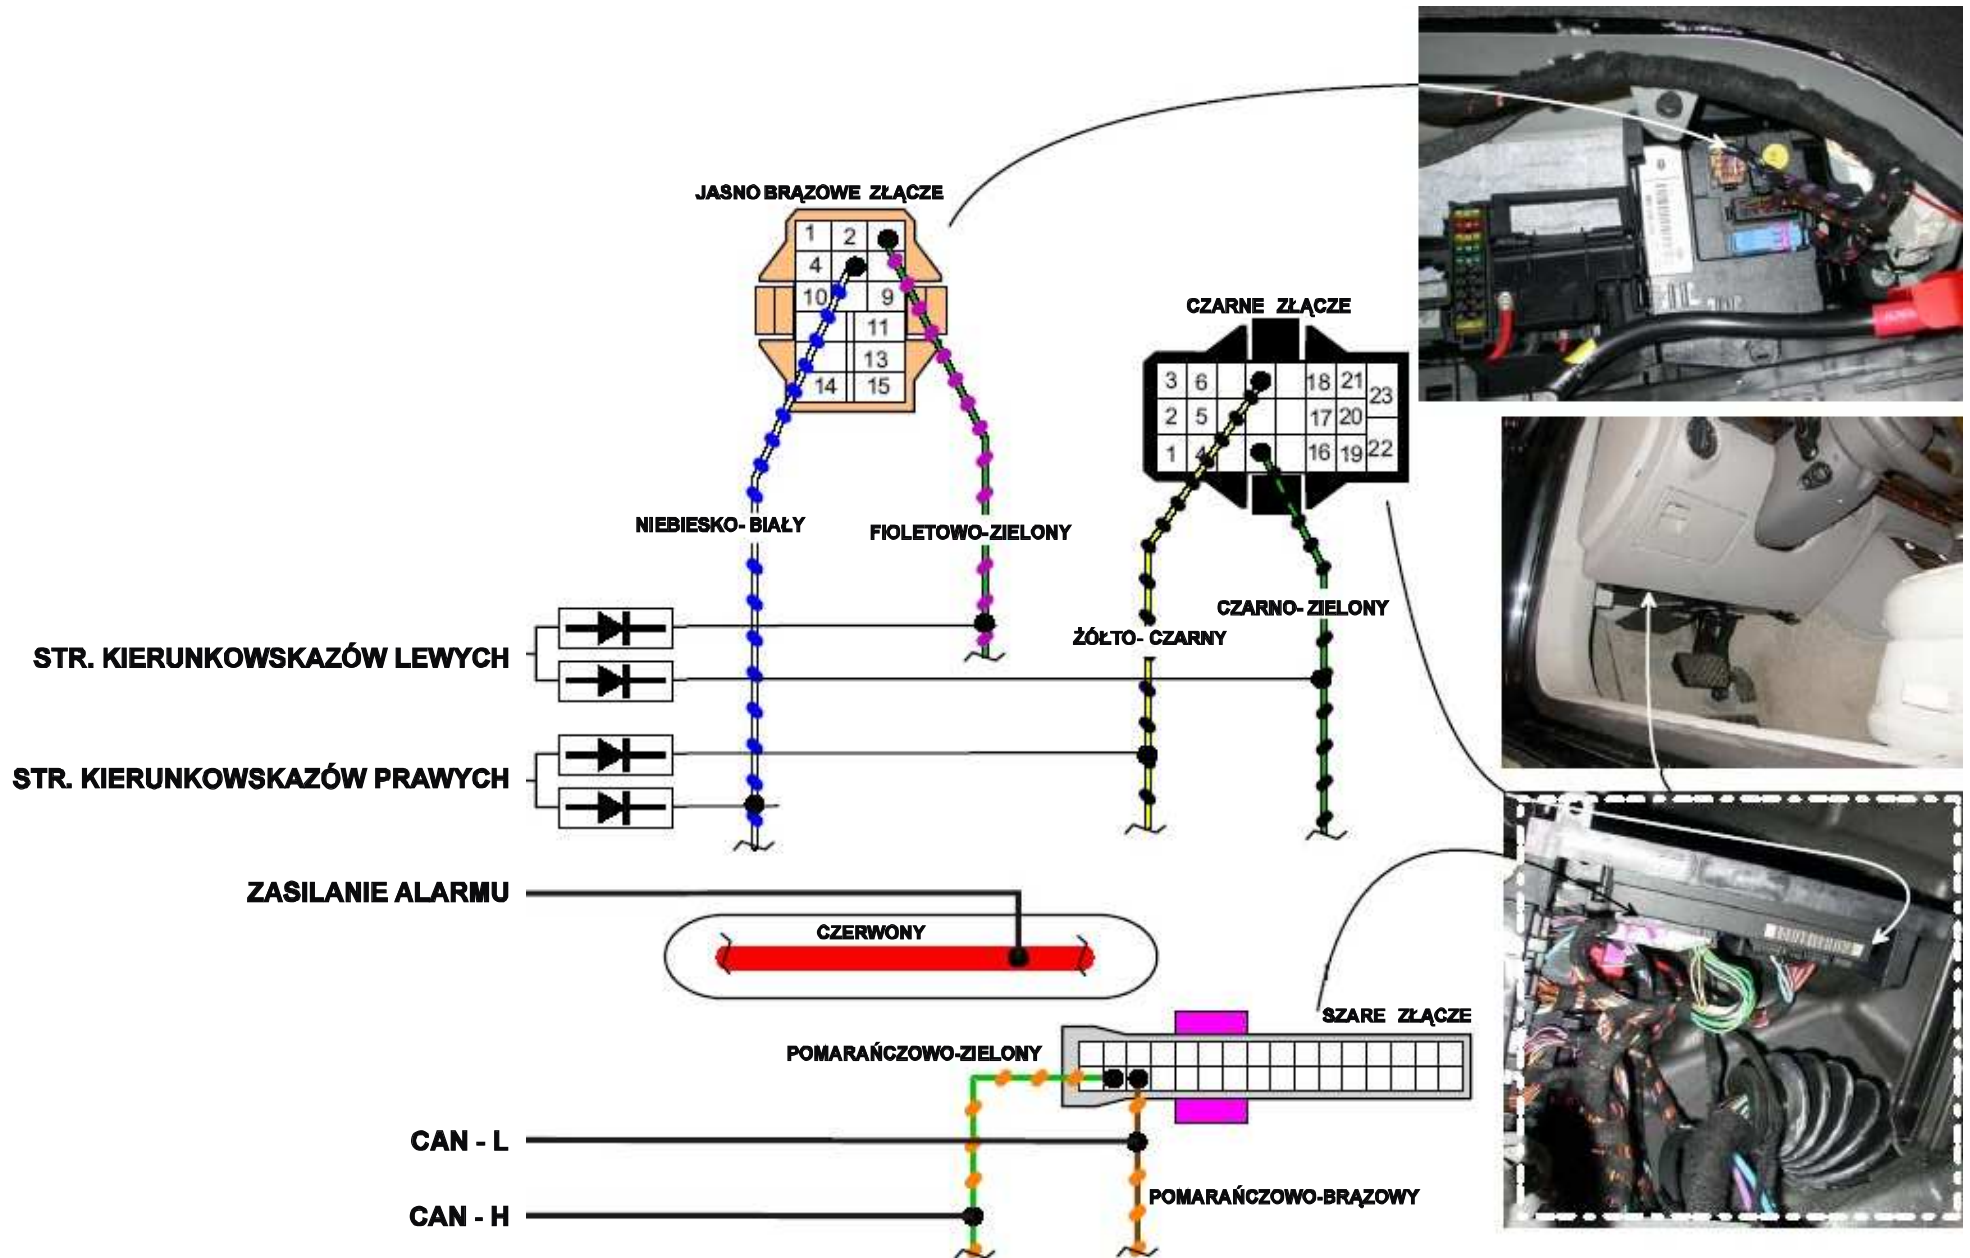 JASNO BRĄZOWE ZŁĄCZE
1 2
4
10 9
11
13
14 15
CZARNE ZŁĄCZE
3 6 18 21
23
2 5 17 20
1 4 16 19 22
NIEBIESKO-BIAŁY
FIOLETOWO-ZIELONY
CZARNO-ZIELONY
ŻÓŁTO-CZARNY
STR. KIERUNKOWSKAZÓW LEWYCH
STR. KIERUNKOWSKAZÓW PRAWYCH
ZASILANIE ALARMU
CZERWONY
SZARE ZŁĄCZE
POMARAŃCZOWO-ZIELONY
CAN - L
POMARAŃCZOWO-BRĄZOWY
CAN - H